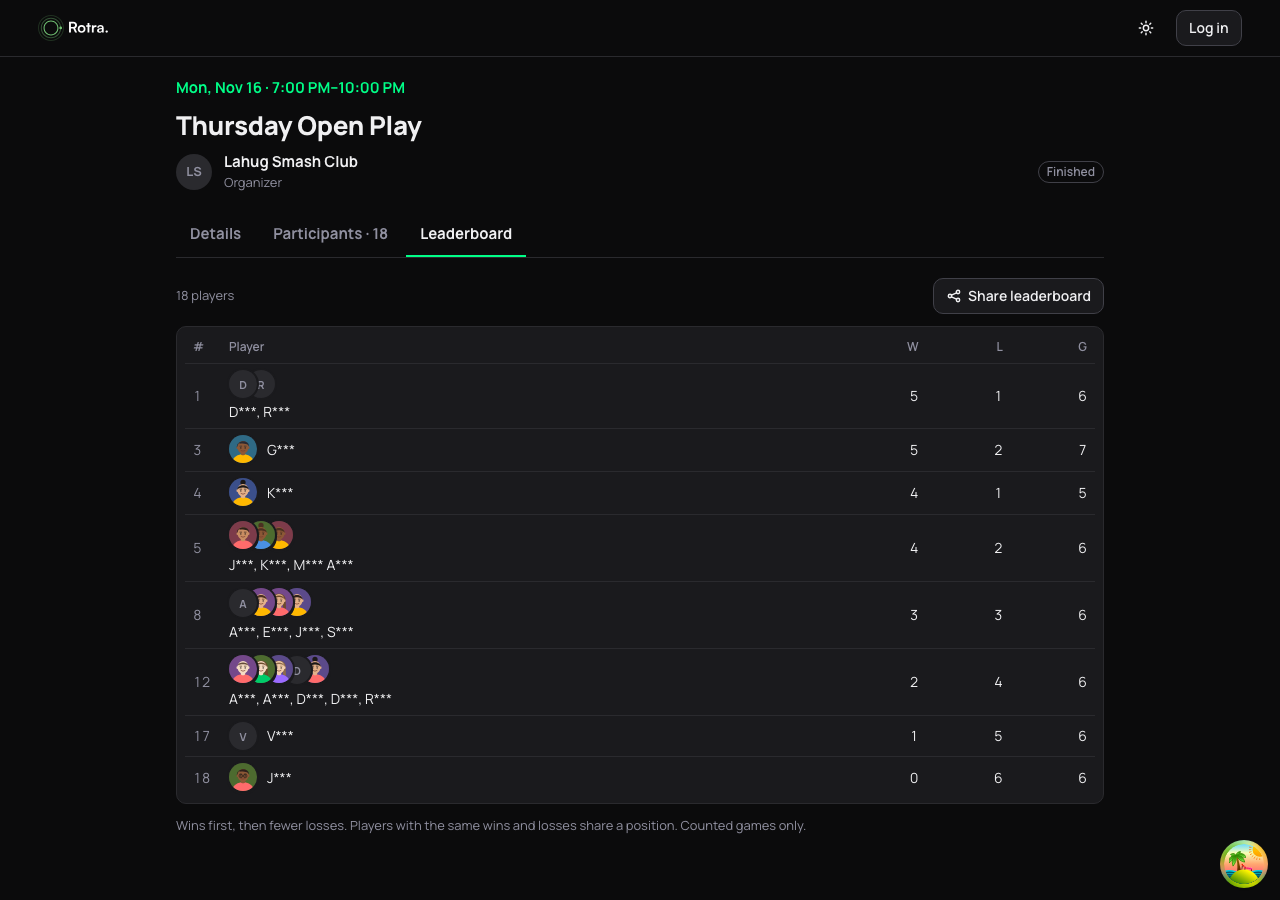 Rotra.
Log in
Mon, Nov 16 · 7:00 PM–10:00 PM
Thursday Open Play
LS
Lahug Smash Club
Organizer
Finished
Details
Participants · 18
Leaderboard
18 players
Share leaderboard
# Player W L G
D R
1 D***, R*** 5 1 6
3 G*** 5 2 7
4 K*** 4 1 5
5 J***, K***, M*** A*** 4 2 6
A
8 A***, E***, J***, S*** 3 3 6
D
12 A***, A***, D***, D***, R*** 2 4 6
17 V V*** 1 5 6
18 J*** 0 6 6
Wins first, then fewer losses. Players with the same wins and losses share a position. Counted games only.